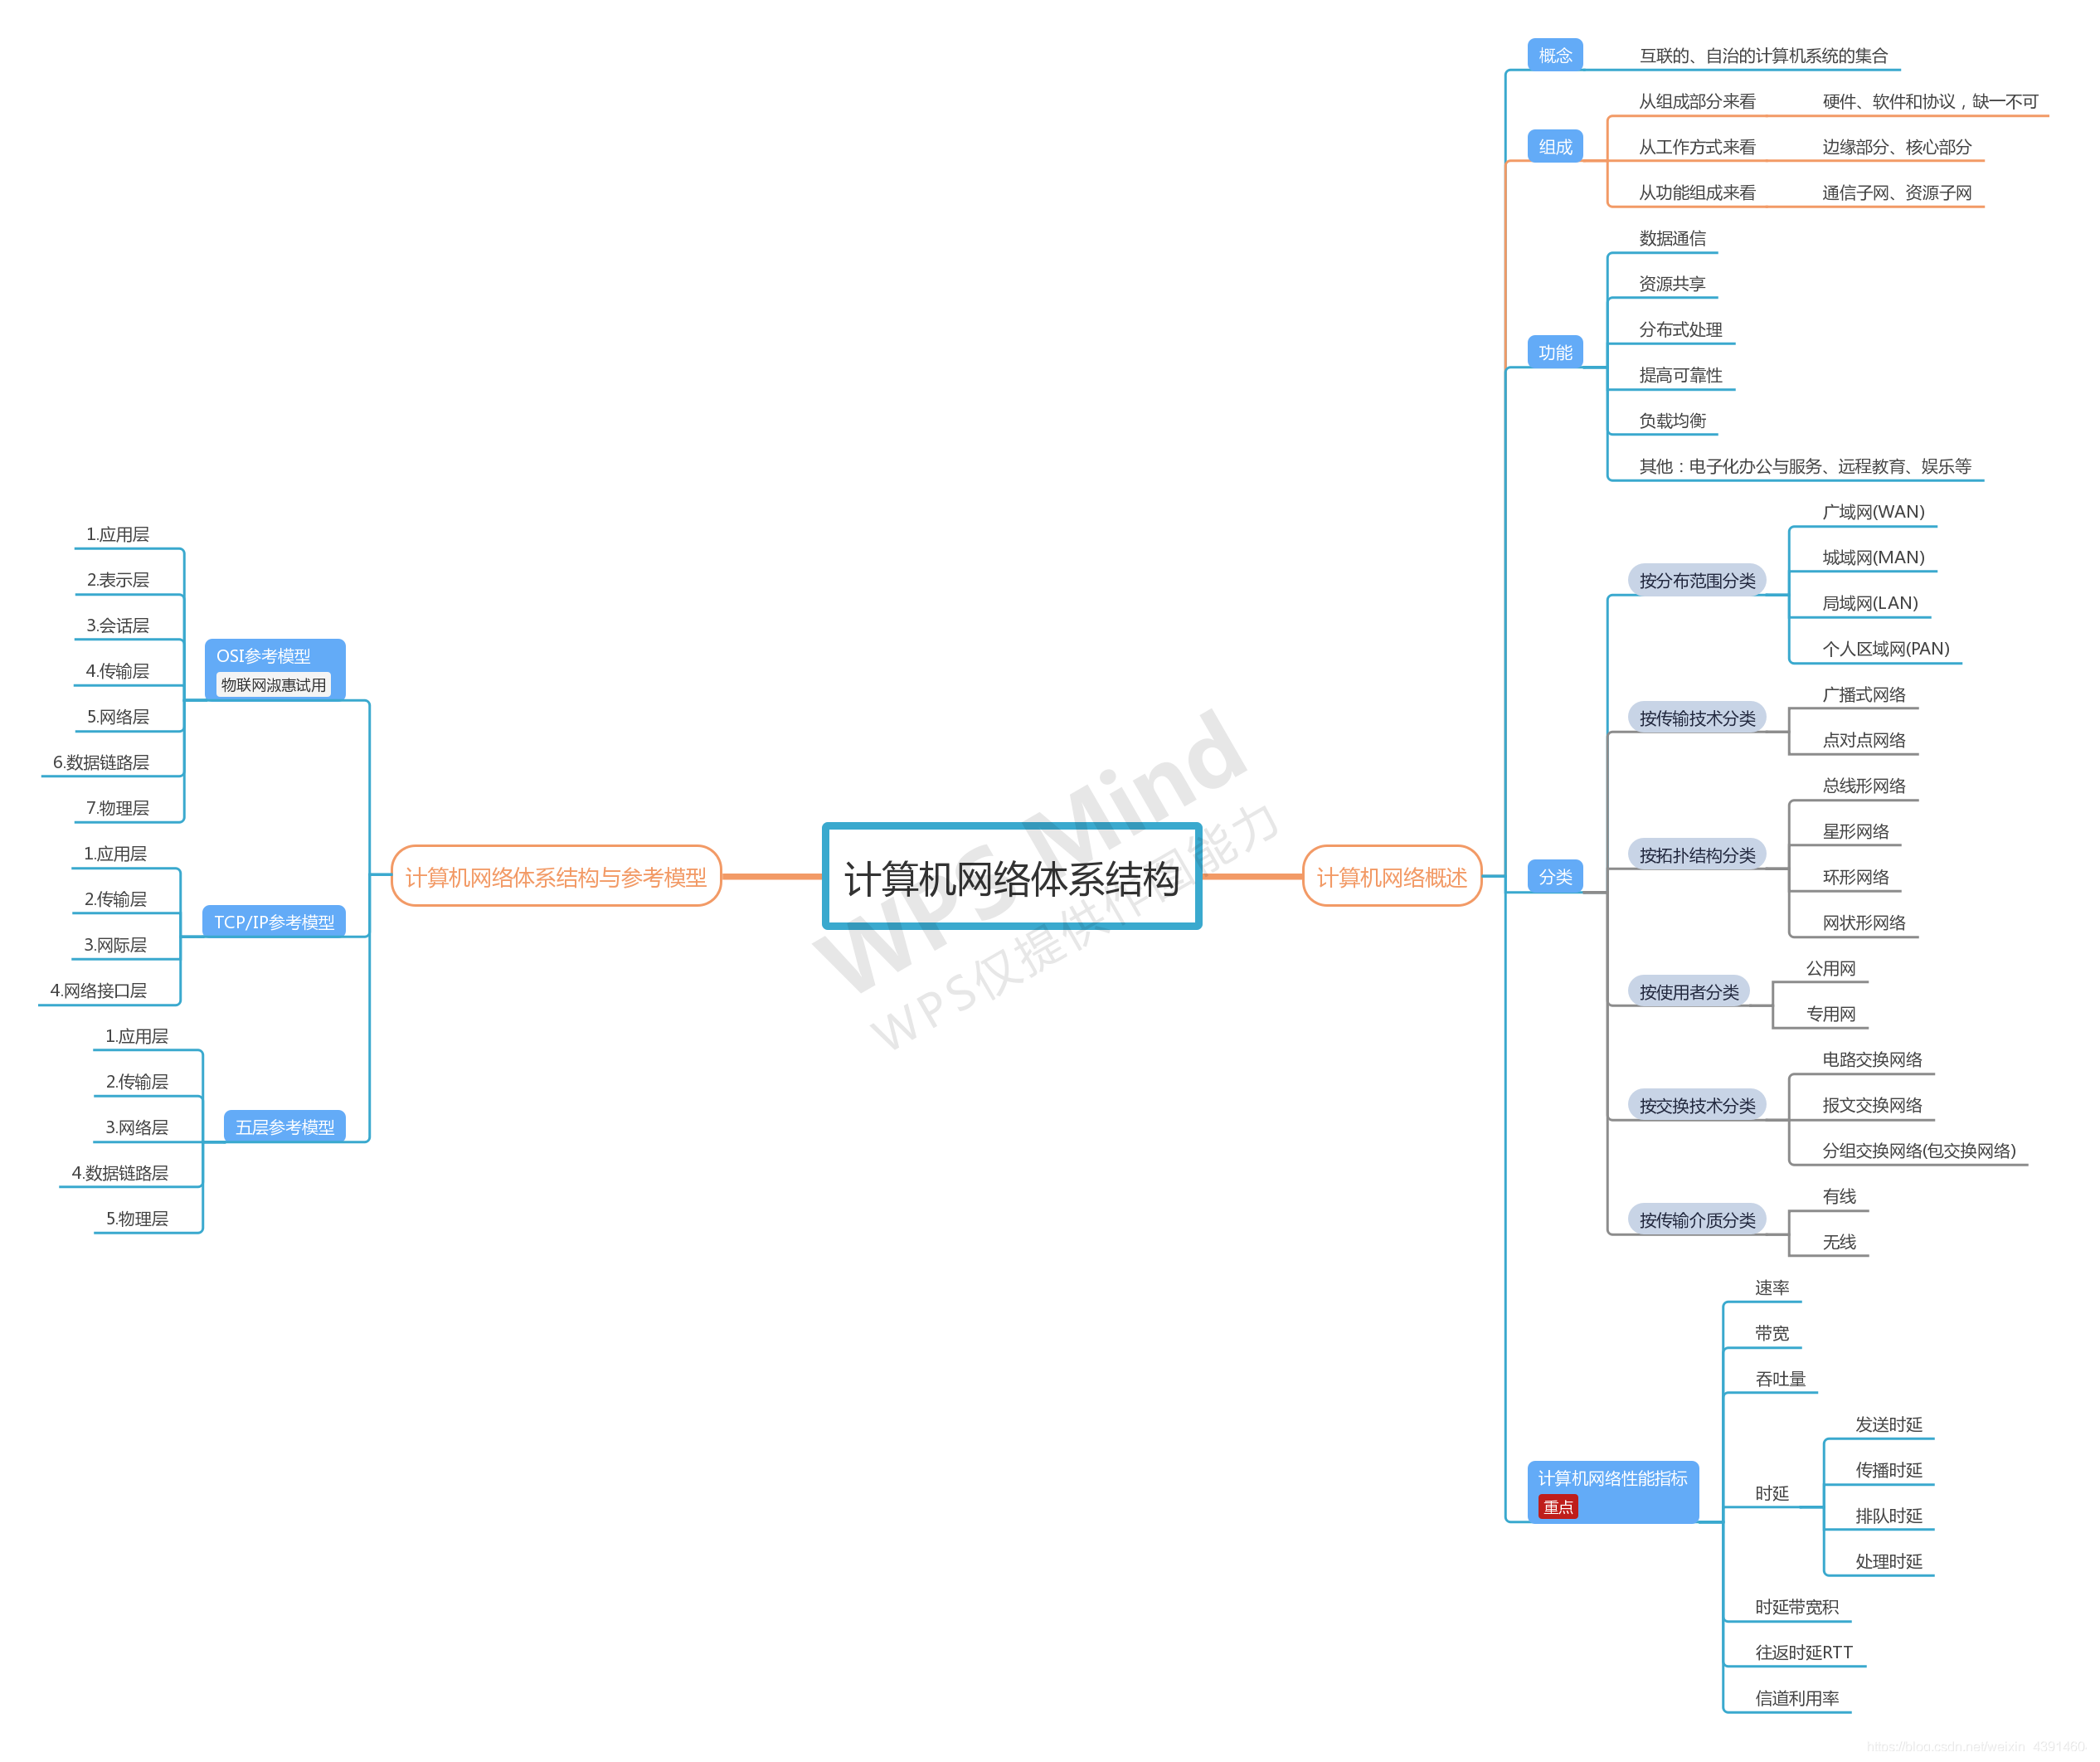 计算机网络体系结构
计算机网络概述
概念
互联的、自治的计算机系统的集合
组成
从组成部分来看
硬件、软件和协议，缺一不可
从工作方式来看
边缘部分、核心部分
从功能组成来看
通信子网、资源子网
功能
数据通信
资源共享
分布式处理
提高可靠性
负载均衡
其他：电子化办公与服务、远程教育、娱乐等
分类
按分布范围分类
广域网(WAN)
城域网(MAN)
局域网(LAN)
个人区域网(PAN)
按传输技术分类
广播式网络
点对点网络
按拓扑结构分类
总线形网络
星形网络
环形网络
网状形网络
按使用者分类
公用网
专用网
按交换技术分类
电路交换网络
报文交换网络
分组交换网络(包交换网络)
按传输介质分类
有线
无线
计算机网络性能指标
重点
速率
带宽
吞吐量
时延
发送时延
传播时延
排队时延
处理时延
时延带宽积
往返时延RTT
信道利用率
计算机网络体系结构与参考模型
OSI参考模型
物联网淑惠试用
1.应用层
2.表示层
3.会话层
4.传输层
5.网络层
6.数据链路层
7.物理层
TCP/IP参考模型
1.应用层
2.传输层
3.网际层
4.网络接口层
五层参考模型
1.应用层
2.传输层
3.网络层
4.数据链路层
5.物理层
WPS Mind
WPS仅提供作图能力
https://blog.csdn.net/weixin_4391460